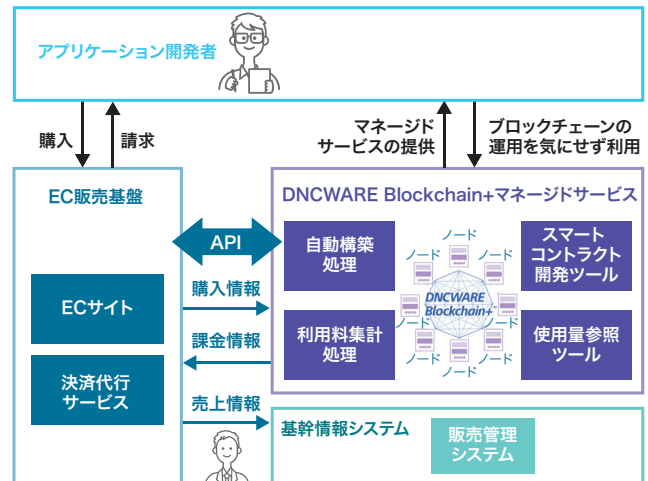 アプリケーション開発者
購入
請求
マネージド
サービスの提供
ブロックチェーンの
運用を気にせず利用
EC販売基盤
DNCWARE Blockchain+マネージドサービス
API
自動構築
処理
スマート
コントラクト
開発ツール
ノード
ノード
ノード
ノード
ノード
DNCWARE
Blockchain+
ECサイト
購入情報
課金情報
利用料集計
処理
ノード
ノード
ノード
使用量参照
ツール
決済代行
サービス
売上情報
基幹情報システム
販売管理
システム